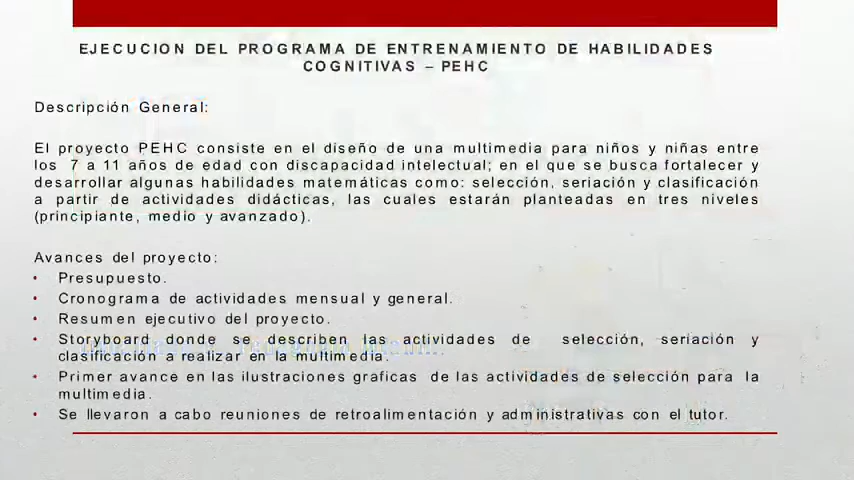 EJECUCION DEL PROGRAMA DE ENTRENAMIENTO DE HABILIDADES
COGNITIVAS – PEHC
Descripción General:
El proyecto PEHC consiste en el diseño de una multimedia para niños y niñas entre
los 7 a 11 años de edad con discapacidad intelectual; en el que se busca fortalecer y
desarrollar algunas habilidades matemáticas como: selección, seriación y clasificación
a partir de actividades didácticas, las cuales estarán planteadas en tres niveles
(principiante, medio y avanzado).
Avances del proyecto:
• Presupuesto.
• Cronograma de actividades mensual y general.
• Resumen ejecutivo del proyecto.
• Storyboard donde se describen las actividades de selección, seriación y
clasificación a realizar en la multimedia.
• Primer avance en las ilustraciones graficas de las actividades de selección para la
multimedia.
• Se llevaron a cabo reuniones de retroalimentación y administrativas con el tutor.